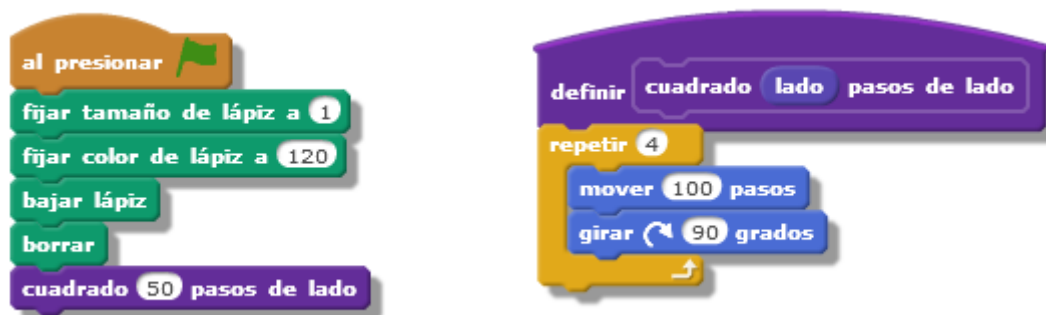 al presionar
fijar tamaño de lápiz a 1
fijar color de lápiz a 120
bajar lápiz
borrar
cuadrado 50 pasos de lado
definir cuadrado lado pasos de lado
repetir 4
mover 100 pasos
girar 90 grados